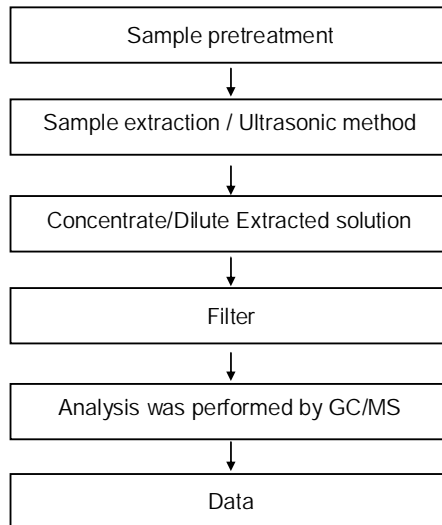 Sample pretreatment
Sample extraction / Ultrasonic method
Concentrate/Dilute Extracted solution
Filter
Analysis was performed by GC/MS
Data